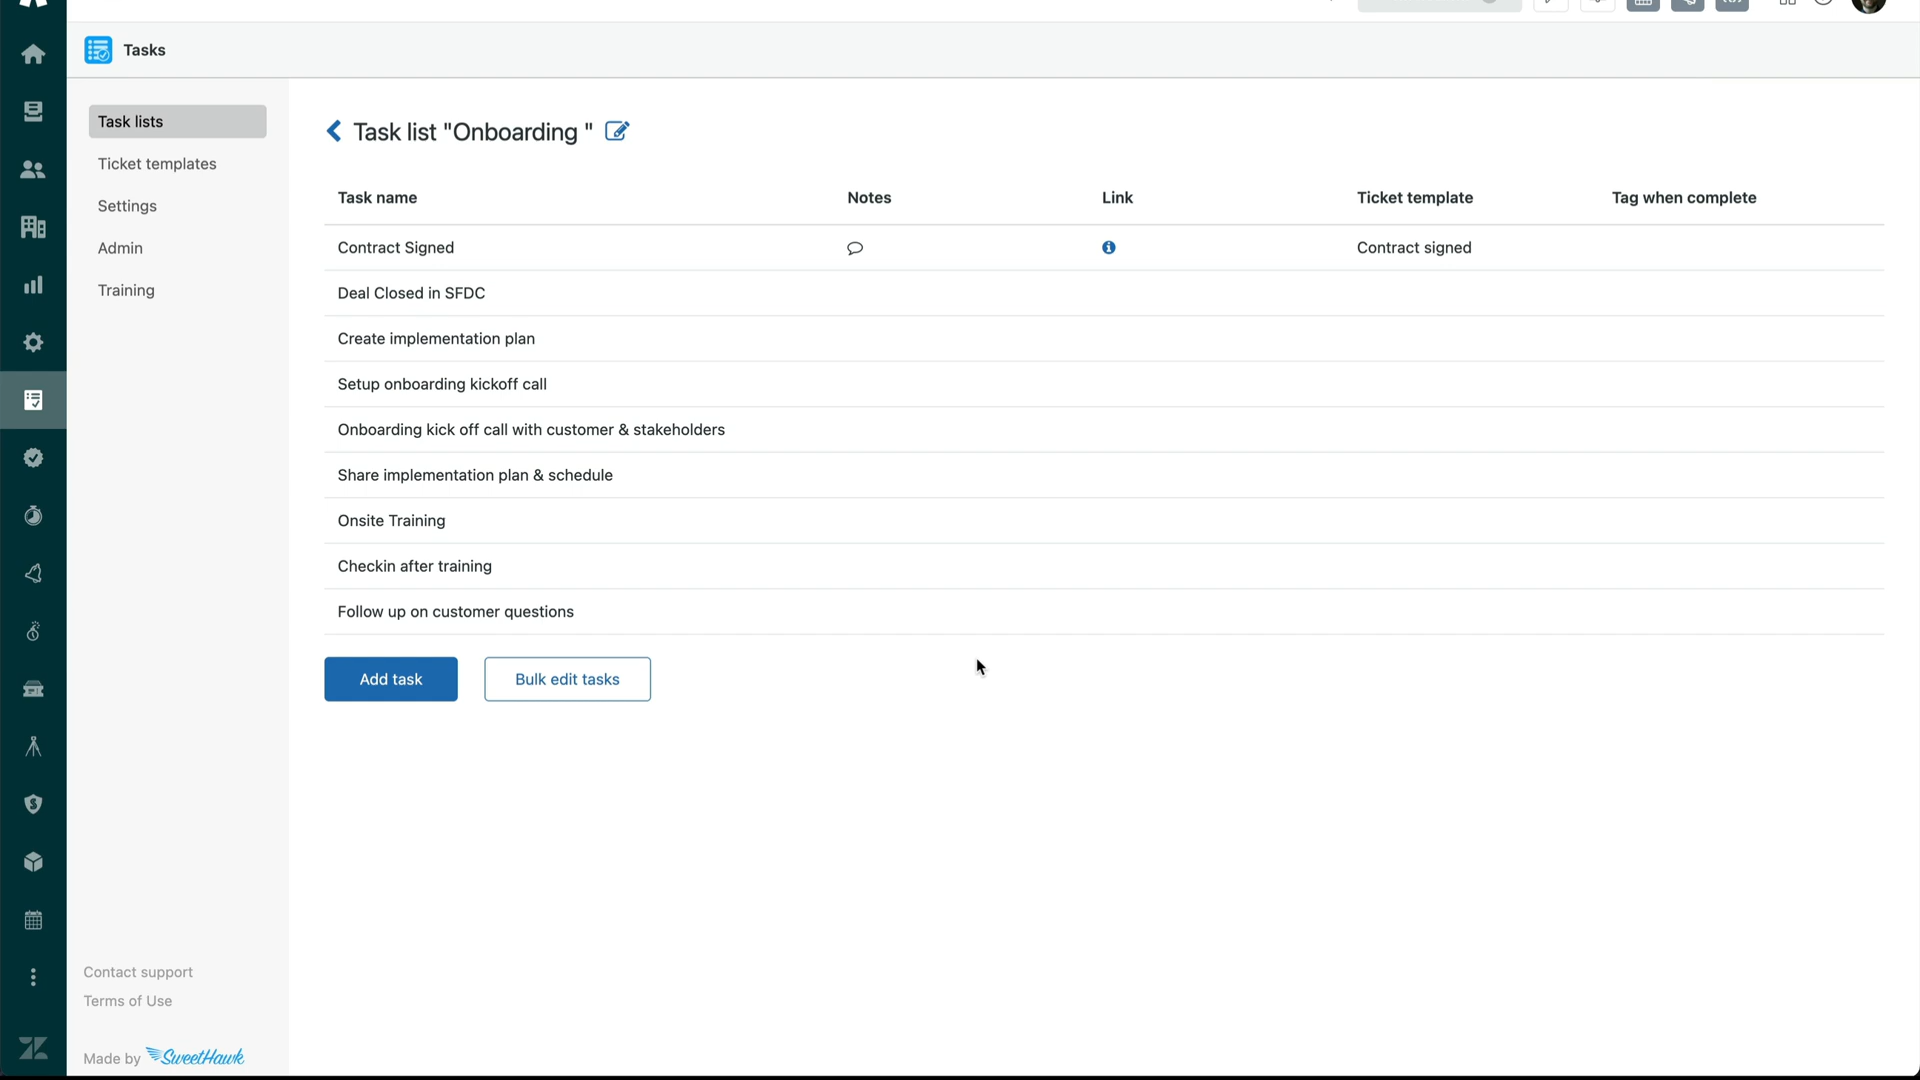 Tasks
Task lists
Ticket templates
Settings
Admin
Training
Contact support
Terms of Use
Made by SweetHawk
Task list "Onboarding "
Task name Notes Link Ticket template Tag when complete
Contract Signed Contract signed
Deal Closed in SFDC
Create implementation plan
Setup onboarding kickoff call
Onboarding kick off call with customer & stakeholders
Share implementation plan & schedule
Onsite Training
Checkin after training
Follow up on customer questions
Add task Bulk edit tasks